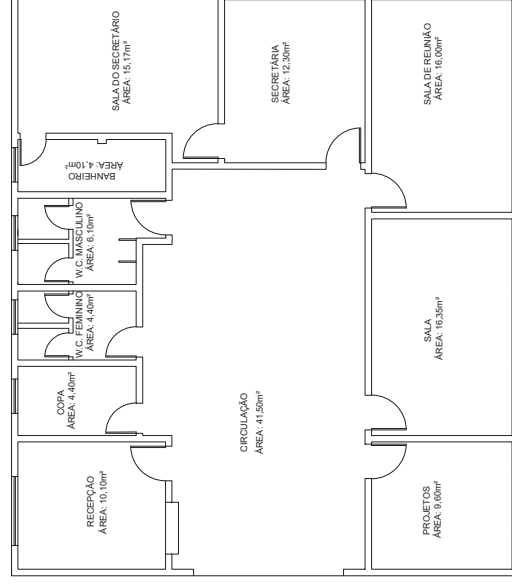 SALA DO SECRETÁRIO
ÁREA: 15,17m²
SECRETÁRIA
ÁREA: 12,30m²
SALA DE REUNIÃO
ÁREA: 16,00m²
BANHEIRO
ÁREA: 4,10m²
W.C. MASCULINO
ÁREA: 6,10m²
W.C. FEMININO
ÁREA: 4,40m²
COPA
ÁREA: 4,40m²
CIRCULAÇÃO
ÁREA: 41,50m²
SALA
ÁREA: 16,35m²
RECEPÇÃO
ÁREA: 10,10m²
PROJETOS
ÁREA: 9,60m²